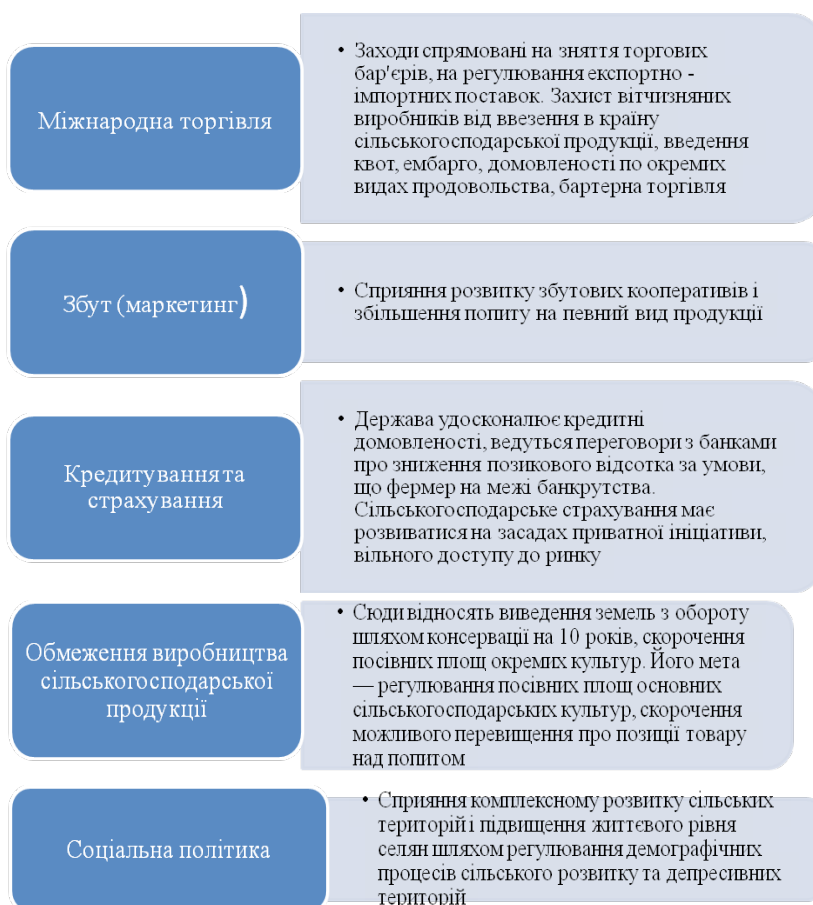 Міжнародна торгівля
• Заходи спрямовані на зняття торгових
бар'єрів, на регулювання експортно -
імпортних поставок. Захист вітчизняних
виробників від ввезення в країну
сільськогосподарської продукції, введення
квот, ембарго, домовленості по окремих
видах продовольства, бартерна торгівля
Збут (маркетинг)
• Сприяння розвитку збутових кооперативів і
збільшення попиту на певний вид продукції
Кредитування та
страхування
• Держава удосконалює кредитні
домовленості, ведуться переговори з банками
про зниження позикового відсотка за умови,
що фермер на межі банкрутства.
Сільськогосподарське страхування має
розвиватися на засадах приватної ініціативи,
вільного доступу до ринку
Обмеження виробництва
сільськогосподарської
продукції
• Сюди відносять виведення земель з обороту
шляхом консервації на 10 років, скорочення
посівних площ окремих культур. Його мета
— регулювання посівних площ основних
сільськогосподарських культур, скорочення
можливого перевищення про позиції товару
над попитом
Соціальна політика
• Сприяння комплексному розвитку сільських
територій і підвищення життєвого рівня
селян шляхом регулювання демографічних
процесів сільського розвитку та депресивних
територій